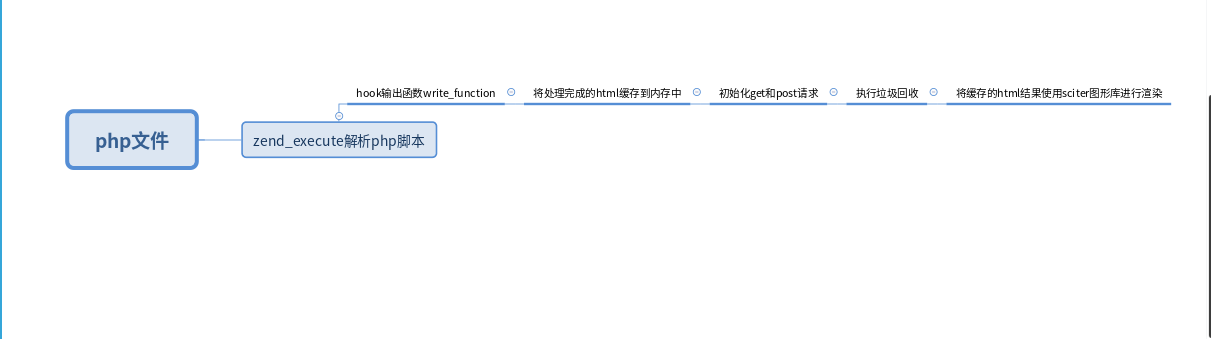 hook输出函数write_function
将处理完成的html缓存到内存中
初始化get和post请求
执行垃圾回收
将缓存的html结果使用sciter图形库进行渲染
php文件
zend_execute解析php脚本